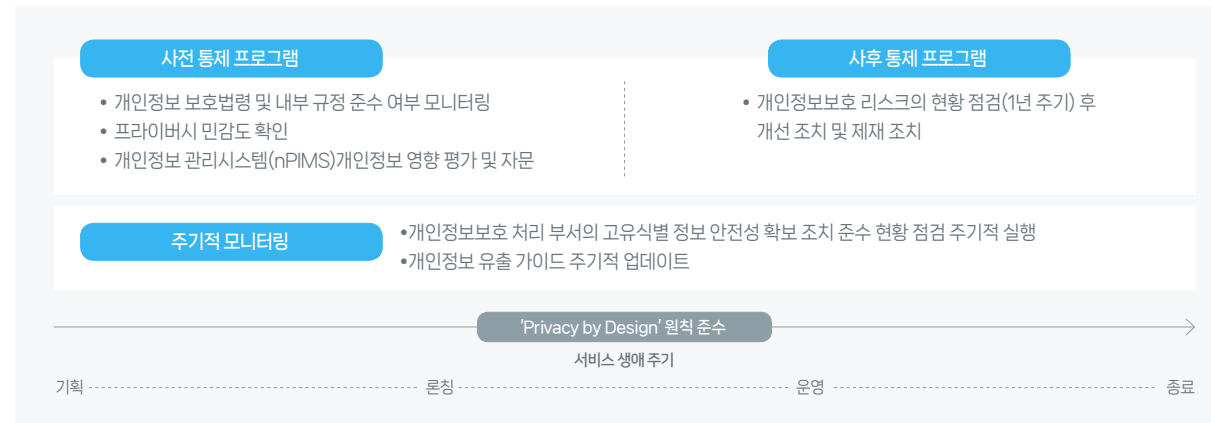 사전 통제 프로그램
• 개인정보 보호법령 및 내부 규정 준수 여부 모니터링
• 프라이버시 민감도 확인
• 개인정보 관리시스템(nPIMS)개인정보 영향 평가 및 자문
사후 통제 프로그램
• 개인정보보호 리스크의 현황 점검(1년 주기) 후
개선 조치 및 제재 조치
주기적 모니터링
•개인정보보호 처리 부서의 고유식별 정보 안전성 확보 조치 준수 현황 점검 주기적 실행
•개인정보 유출 가이드 주기적 업데이트
'Privacy by Design' 원칙 준수
서비스 생애 주기
기획 론칭 운영 종료